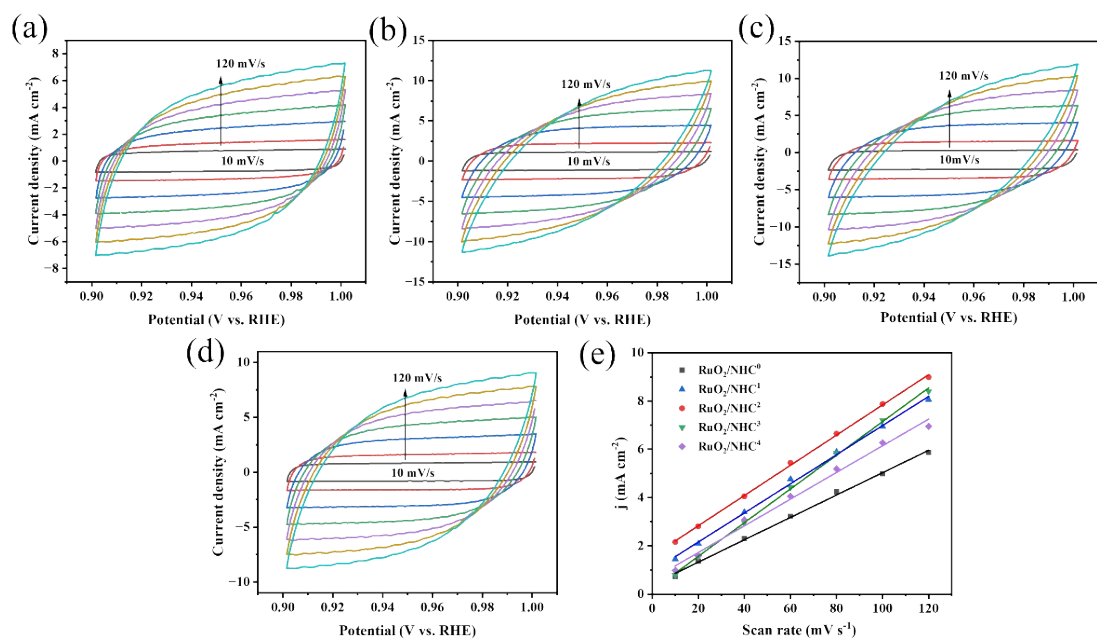 (a)
Current density (mA cm⁻²)
8
6
4
2
0
−2
−4
−6
−8
120 mV/s
10 mV/s
0.90 0.92 0.94 0.96 0.98 1.00
Potential (V vs. RHE)
(b)
Current density (mA cm⁻²)
15
10
5
0
−5
−10
−15
120 mV/s
10 mV/s
0.90 0.92 0.94 0.96 0.98 1.00
Potential (V vs. RHE)
(c)
Current density (mA cm⁻²)
15
10
5
0
−5
−10
−15
120 mV/s
10mV/s
0.90 0.92 0.94 0.96 0.98 1.00
Potential (V vs. RHE)
(d)
Current density (mA cm⁻²)
10
5
0
−5
−10
120 mV/s
10 mV/s
0.90 0.92 0.94 0.96 0.98 1.00
Potential (V vs. RHE)
(e)
j (mA cm⁻²)
10
8
6
4
2
0
RuO₂/NHC⁰
RuO₂/NHC¹
RuO₂/NHC²
RuO₂/NHC³
RuO₂/NHC⁴
0 20 40 60 80 100 120
Scan rate (mV s⁻¹)